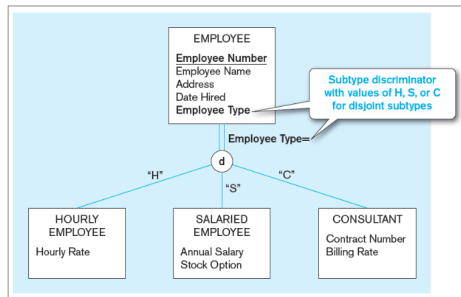 EMPLOYEE
Employee Number
Employee Name
Address
Date Hired
Employee Type
Subtype discriminator
with values of H, S, or C
for disjoint subtypes
Employee Type=
d
"H"
"S"
"C"
HOURLY
EMPLOYEE
Hourly Rate
SALARIED
EMPLOYEE
Annual Salary
Stock Option
CONSULTANT
Contract Number
Billing Rate